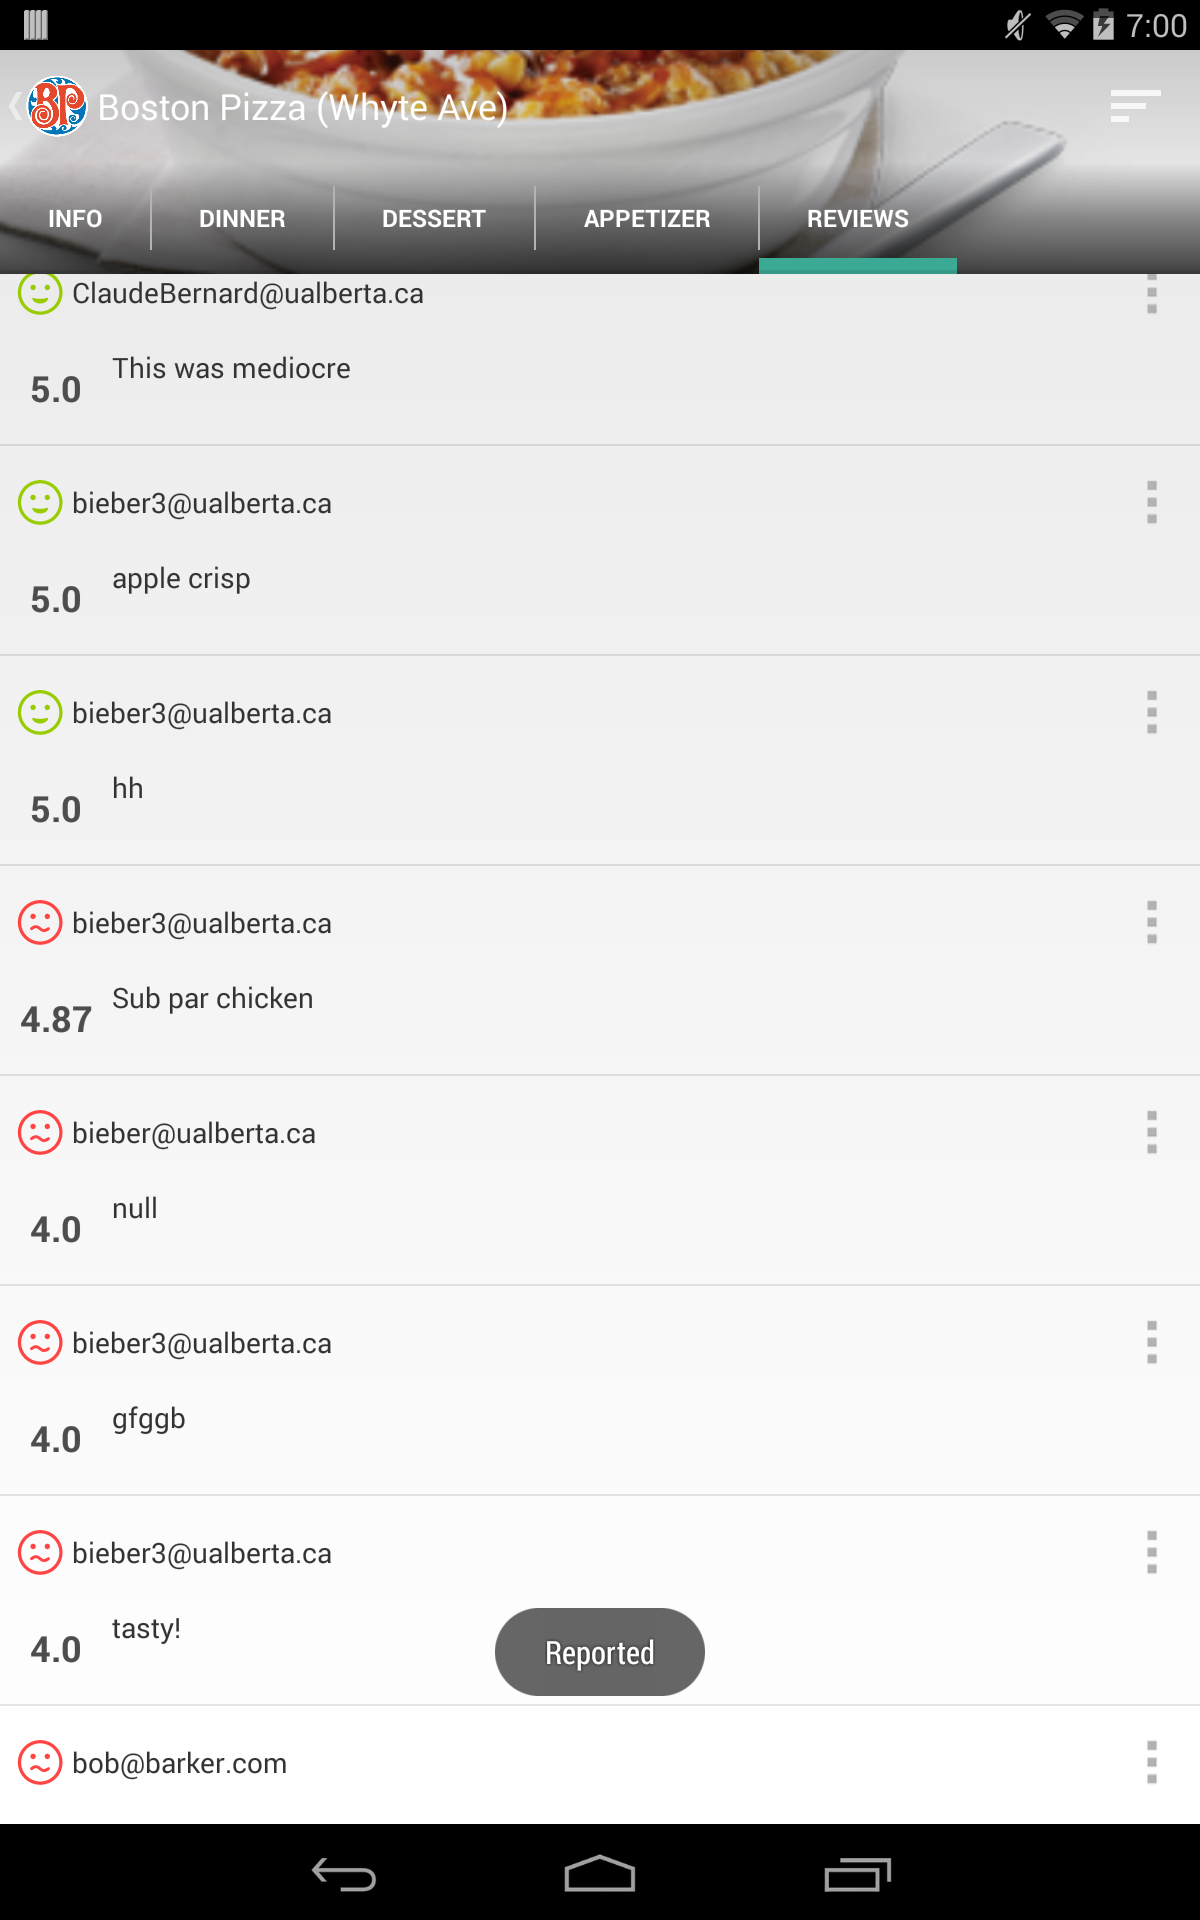 7:00
BP
Boston Pizza (Whyte Ave)
INFO
DINNER
DESSERT
APPETIZER
REVIEWS
ClaudeBernard@ualberta.ca
This was mediocre
5.0
bieber3@ualberta.ca
apple crisp
5.0
bieber3@ualberta.ca
hh
5.0
bieber3@ualberta.ca
Sub par chicken
4.87
bieber@ualberta.ca
null
4.0
bieber3@ualberta.ca
gfggb
4.0
bieber3@ualberta.ca
tasty!
4.0
Reported
bob@barker.com